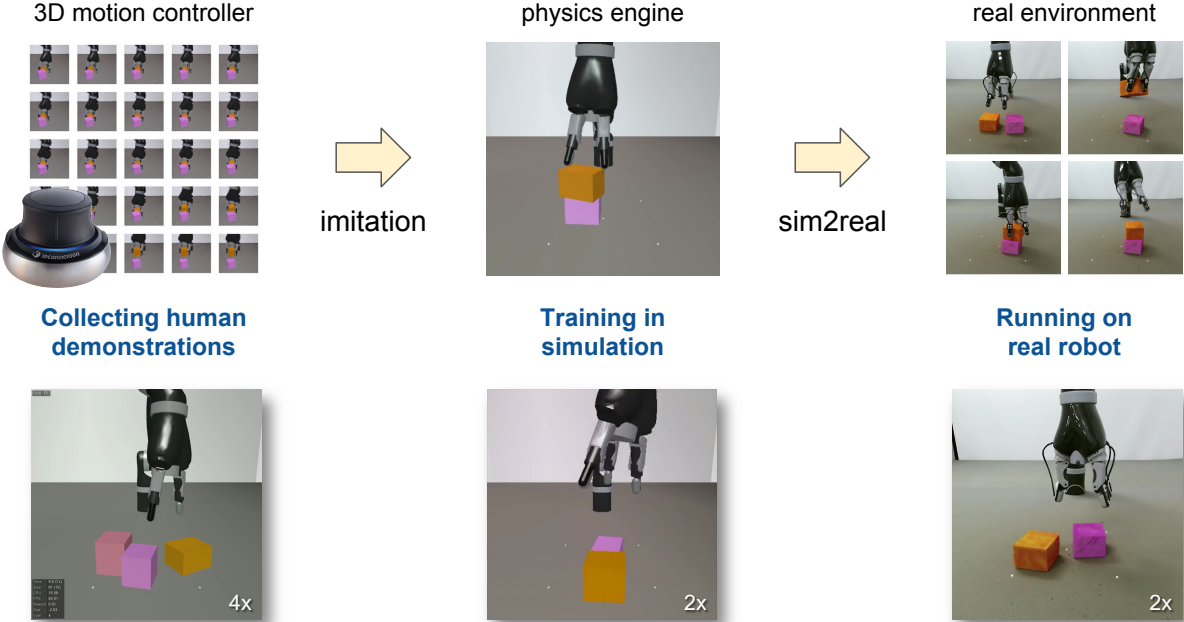 3D motion controller
physics engine
real environment
imitation
sim2real
3Dconnexion
Collecting human
demonstrations
Training in
simulation
Running on
real robot
4x
2x
2x